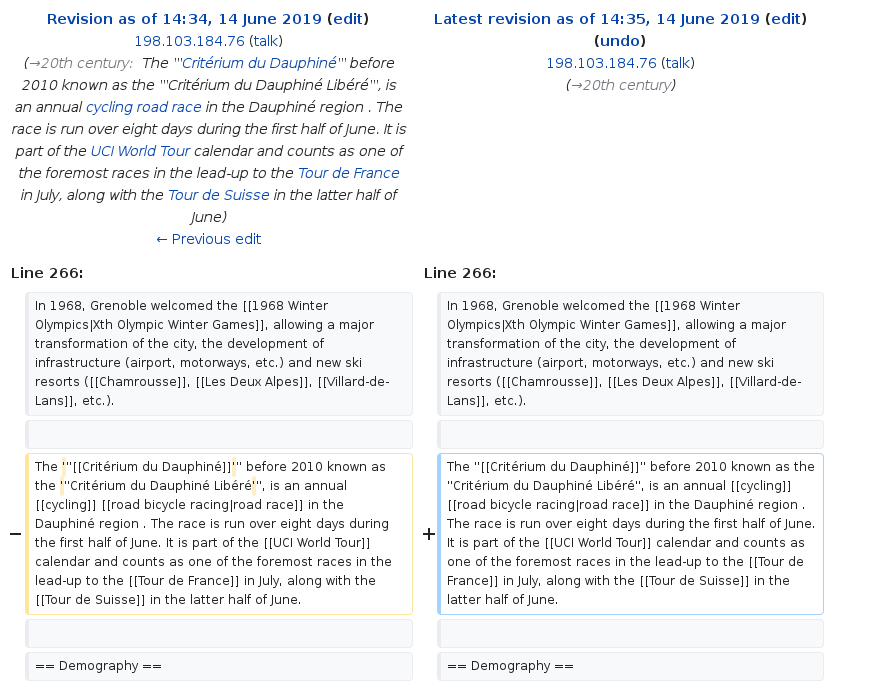 Revision as of 14:34, 14 June 2019 (edit)
198.103.184.76 (talk)
(→20th century: The '''Critérium du Dauphiné''' before
2010 known as the '''Critérium du Dauphiné Libéré''', is
an annual cycling road race in the Dauphiné region . The
race is run over eight days during the first half of June. It is
part of the UCI World Tour calendar and counts as one of
the foremost races in the lead-up to the Tour de France
in July, along with the Tour de Suisse in the latter half of
June)
← Previous edit
Latest revision as of 14:35, 14 June 2019 (edit)
(undo)
198.103.184.76 (talk)
(→20th century)
Line 266:
In 1968, Grenoble welcomed the [[1968 Winter
Olympics|Xth Olympic Winter Games]], allowing a major
transformation of the city, the development of
infrastructure (airport, motorways, etc.) and new ski
resorts ([[Chamrousse]], [[Les Deux Alpes]], [[Villard-de-
Lans]], etc.).
−
The '''[[Critérium du Dauphiné]]''' before 2010 known as
the '''Critérium du Dauphiné Libéré''', is an annual
[[cycling]] [[road bicycle racing|road race]] in the
Dauphiné region . The race is run over eight days during
the first half of June. It is part of the [[UCI World Tour]]
calendar and counts as one of the foremost races in the
lead-up to the [[Tour de France]] in July, along with the
[[Tour de Suisse]] in the latter half of June.
== Demography ==
Line 266:
In 1968, Grenoble welcomed the [[1968 Winter
Olympics|Xth Olympic Winter Games]], allowing a major
transformation of the city, the development of
infrastructure (airport, motorways, etc.) and new ski
resorts ([[Chamrousse]], [[Les Deux Alpes]], [[Villard-de-
Lans]], etc.).
+
The ''[[Critérium du Dauphiné]]'' before 2010 known as the
''Critérium du Dauphiné Libéré'', is an annual [[cycling]]
[[road bicycle racing|road race]] in the Dauphiné region .
The race is run over eight days during the first half of June.
It is part of the [[UCI World Tour]] calendar and counts as
one of the foremost races in the lead-up to the [[Tour de
France]] in July, along with the [[Tour de Suisse]] in the
latter half of June.
== Demography ==